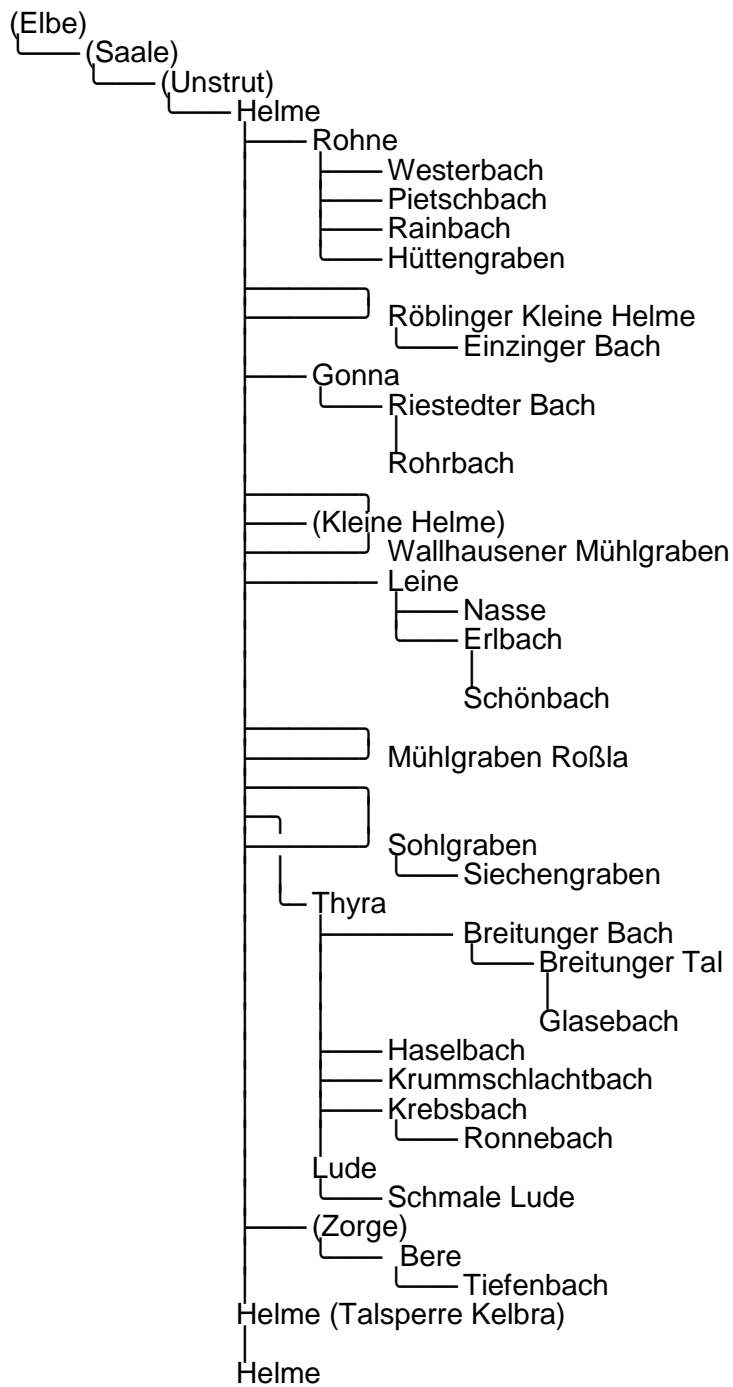 (Elbe)
(Saale)
(Unstrut)
Helme
Rohne
Westerbach
Pietschbach
Rainbach
Hüttengraben
Röblinger Kleine Helme
Einzinger Bach
Gonna
Riestedter Bach
Rohrbach
(Kleine Helme)
Wallhausener Mühlgraben
Leine
Nasse
Erlbach
Schönbach
Mühlgraben Roßla
Sohlgraben
Siechengraben
Thyra
Breitunger Bach
Breitunger Tal
Glasebach
Haselbach
Krummschlachtbach
Krebsbach
Ronnebach
Lude
Schmale Lude
(Zorge)
Bere
Tiefenbach
Helme (Talsperre Kelbra)
Helme